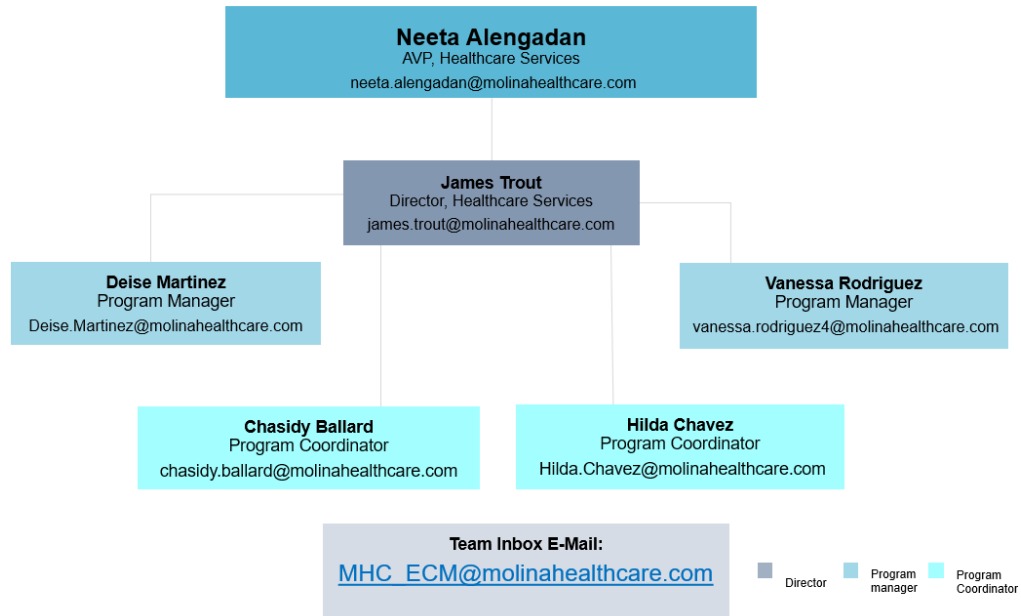 Neeta Alengadan
AVP, Healthcare Services
neeta.alengadan@molinahealthcare.com
James Trout
Director, Healthcare Services
james.trout@molinahealthcare.com
Deise Martinez
Program Manager
Deise.Martinez@molinahealthcare.com
Vanessa Rodriguez
Program Manager
vanessa.rodriguez4@molinahealthcare.com
Chasidy Ballard
Program Coordinator
chasidy.ballard@molinahealthcare.com
Hilda Chavez
Program Coordinator
Hilda.Chavez@molinahealthcare.com
Team Inbox E-Mail:
MHC_ECM@molinahealthcare.com
Director
Program
manager
Program
Coordinator